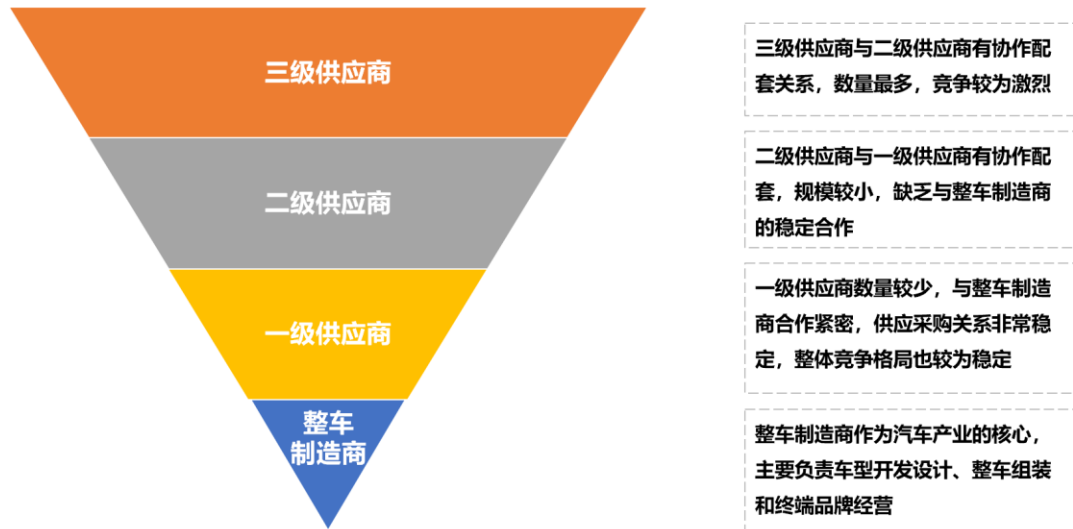 三级供应商
三级供应商与二级供应商有协作配
套关系，数量最多，竞争较为激烈
二级供应商
二级供应商与一级供应商有协作配
套，规模较小，缺乏与整车制造商
的稳定合作
一级供应商
一级供应商数量较少，与整车制造
商合作紧密，供应采购关系非常稳
定，整体竞争格局也较为稳定
整车
制造商
整车制造商作为汽车产业的核心，
主要负责车型开发设计、整车组装
和终端品牌经营